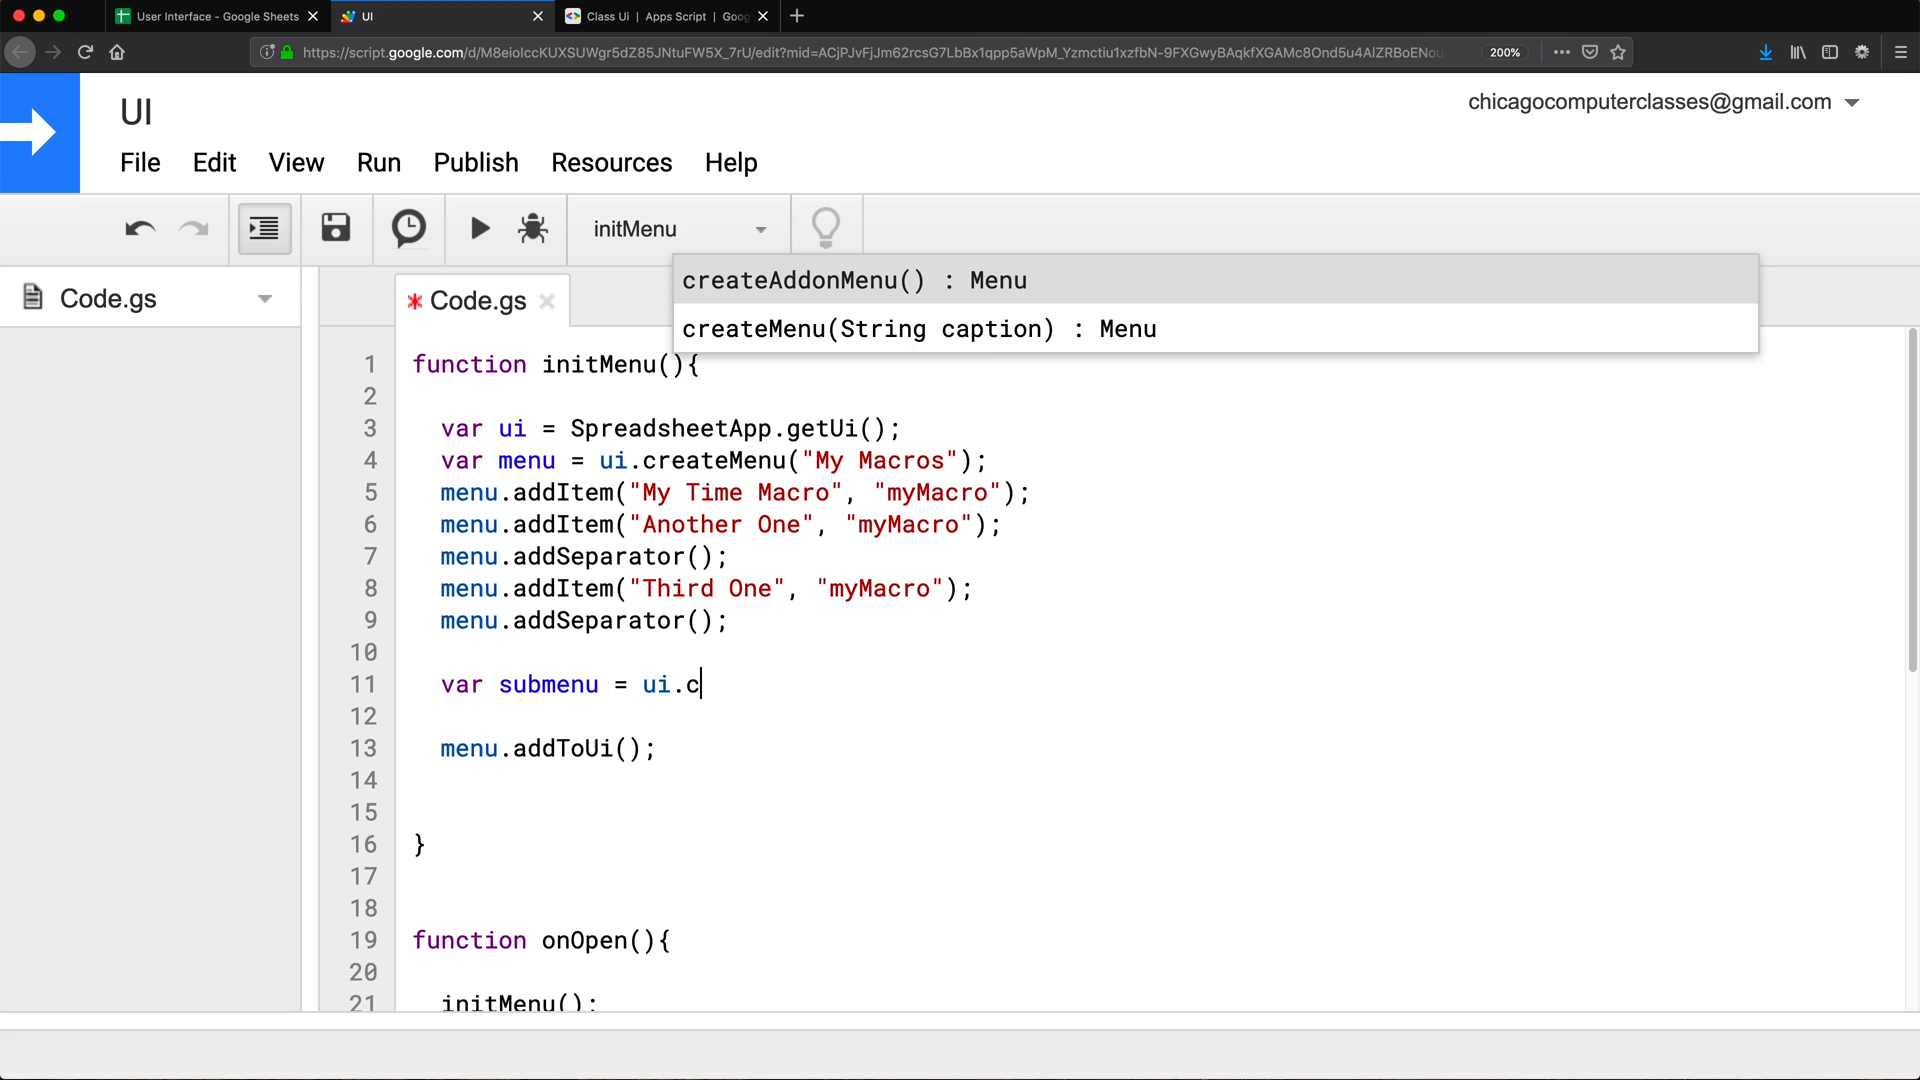 User Interface - Google Sheets
UI
Class Ui | Apps Script | Goog
https://script.google.com/d/M8eioIccKUXSUWgr5dZ85JNtuFW5X_7rU/edit?mid=ACjPJvFjJm62rcsG7LbBx1qpp5aWpM_Yzmctiu1xzfbN-9FXGwyBAqkfXGAMc8Ond5u4AIZRBoENou
200%
UI
chicagocomputerclasses@gmail.com
File Edit View Run Publish Resources Help
initMenu
Code.gs
* Code.gs
createAddonMenu() : Menu
createMenu(String caption) : Menu
1 function initMenu(){
2
3 var ui = SpreadsheetApp.getUi();
4 var menu = ui.createMenu("My Macros");
5 menu.addItem("My Time Macro", "myMacro");
6 menu.addItem("Another One", "myMacro");
7 menu.addSeparator();
8 menu.addItem("Third One", "myMacro");
9 menu.addSeparator();
10
11 var submenu = ui.c
12
13 menu.addToUi();
14
15
16 }
17
18
19 function onOpen(){
20
21 initMenu();